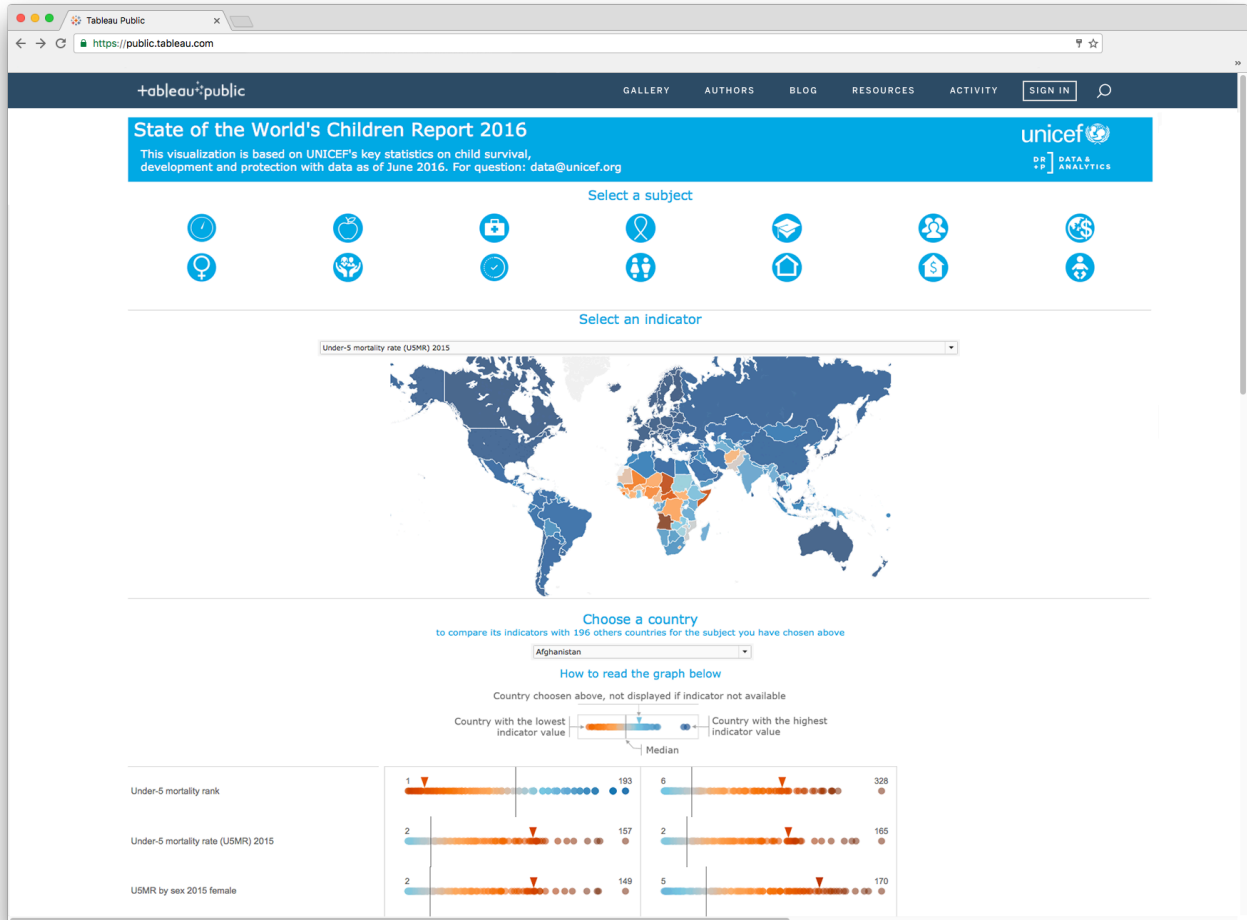 Tableau Public
https://public.tableau.com
+ableau public
GALLERY AUTHORS BLOG RESOURCES ACTIVITY SIGN IN
State of the World's Children Report 2016
This visualization is based on UNICEF's key statistics on child survival,
development and protection with data as of June 2016. For question: data@unicef.org
unicef
DR
+P
DATA &
ANALYTICS
Select a subject
Select an indicator
Under-5 mortality rate (U5MR) 2015
Choose a country
to compare its indicators with 196 others countries for the subject you have chosen above
Afghanistan
How to read the graph below
Country choosen above, not displayed if indicator not available
Country with the lowest
indicator value
Country with the highest
indicator value
Median
Under-5 mortality rank
1 193 6 328
Under-5 mortality rate (U5MR) 2015
2 157 2 165
U5MR by sex 2015 female
2 149 5 170